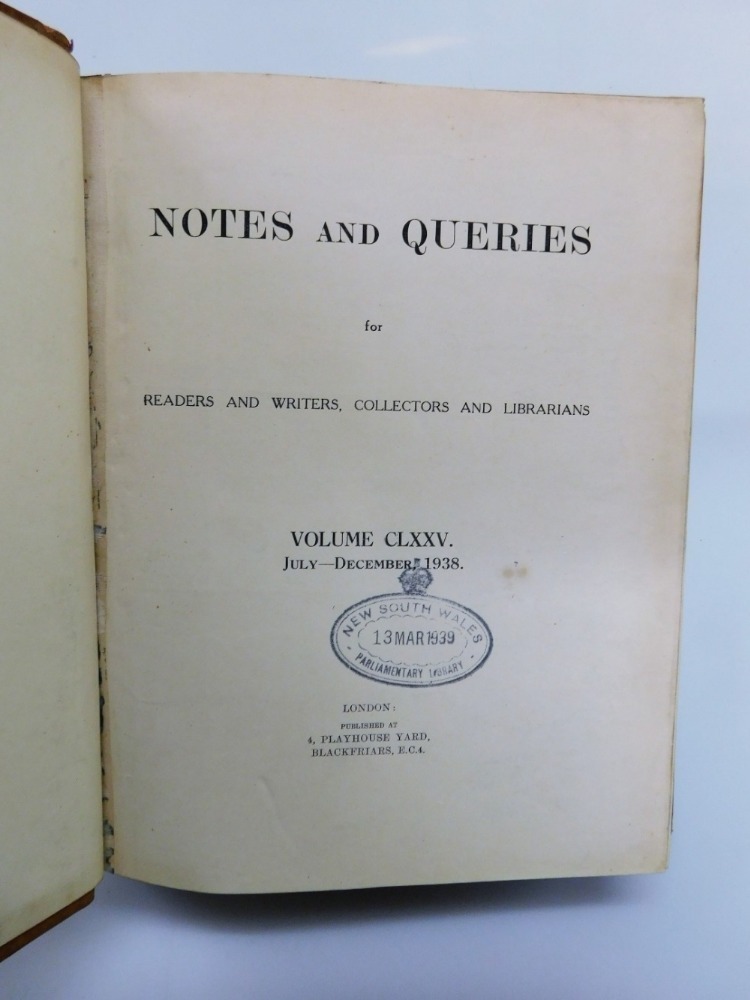 NOTES AND QUERIES
for
READERS AND WRITERS, COLLECTORS AND LIBRARIANS
VOLUME CLXXV.
JULY—DECEMBER, 1938.
NEW SOUTH WALES
13 MAR 1939
PARLIAMENTARY LIBRARY
LONDON:
PUBLISHED AT
4, PLAYHOUSE YARD,
BLACKFRIARS, E.C.4.